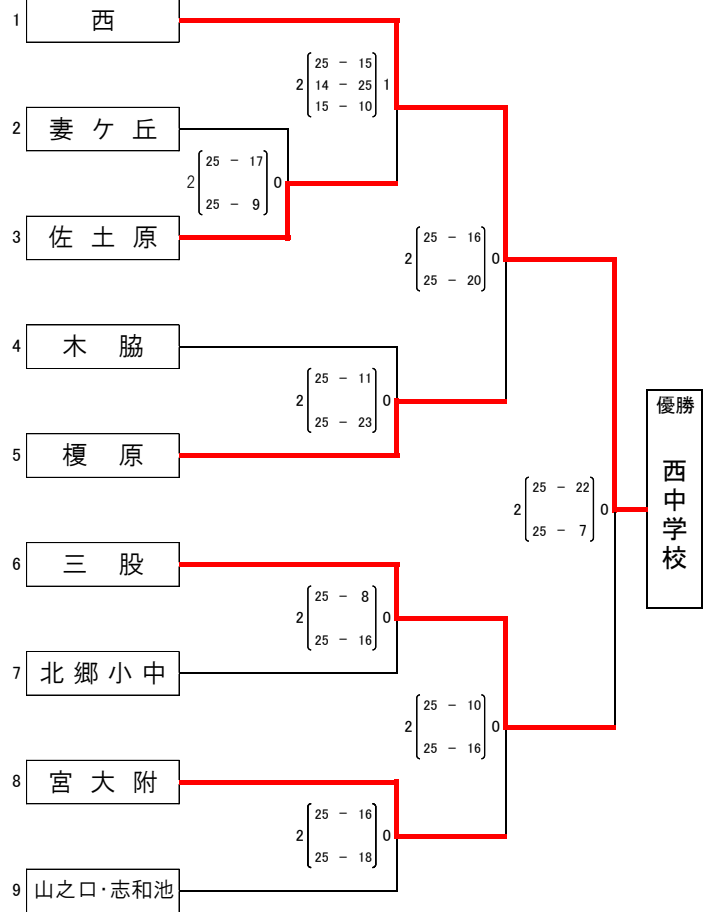 1 西
2 25 － 15 1
14 － 25
15 － 10
2 妻ケ丘
2 25 － 17 0
25 － 9
3 佐土原
2 25 － 16 0
25 － 20
4 木脇
2 25 － 11 0
25 － 23
5 榎原
優勝
西中学校
2 25 － 22 0
25 － 7
6 三股
2 25 － 8 0
25 － 16
7 北郷小中
2 25 － 10 0
25 － 16
8 宮大附
2 25 － 16 0
25 － 18
9 山之口・志和池